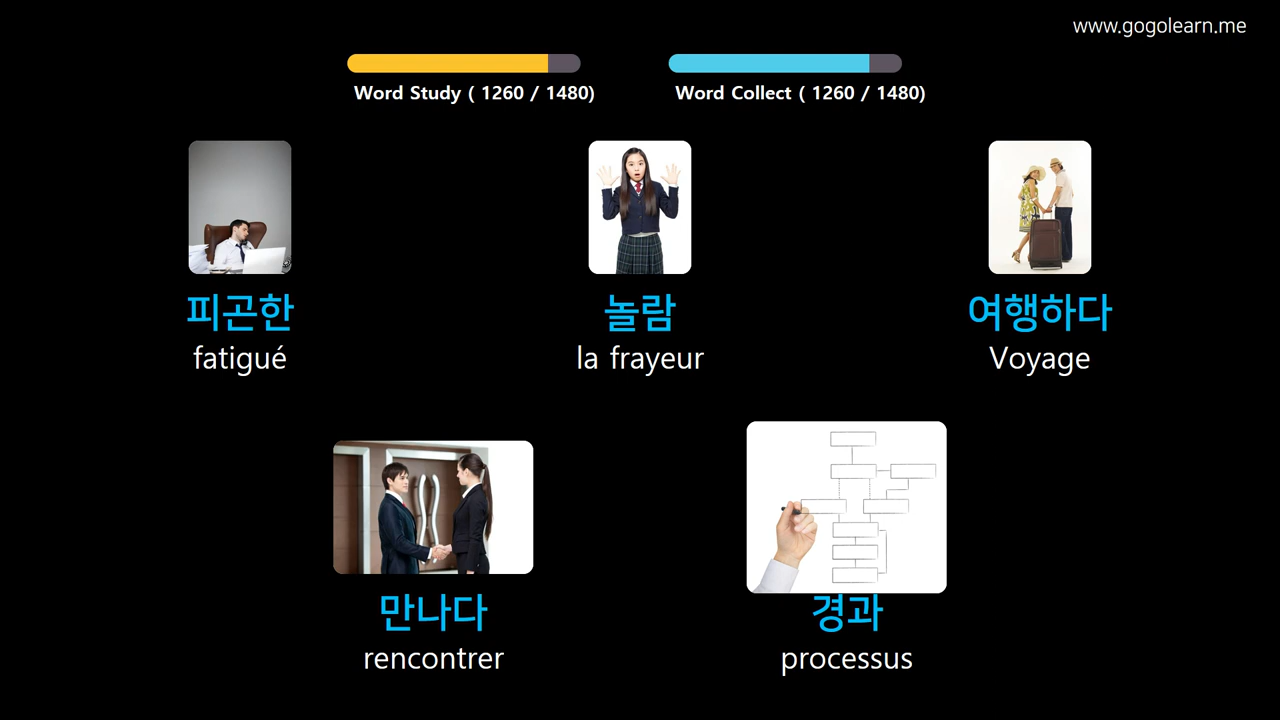 www.gogolearn.me
Word Study ( 1260 / 1480)
Word Collect ( 1260 / 1480)
피곤한
fatigué
놀람
la frayeur
여행하다
Voyage
만나다
rencontrer
경과
processus